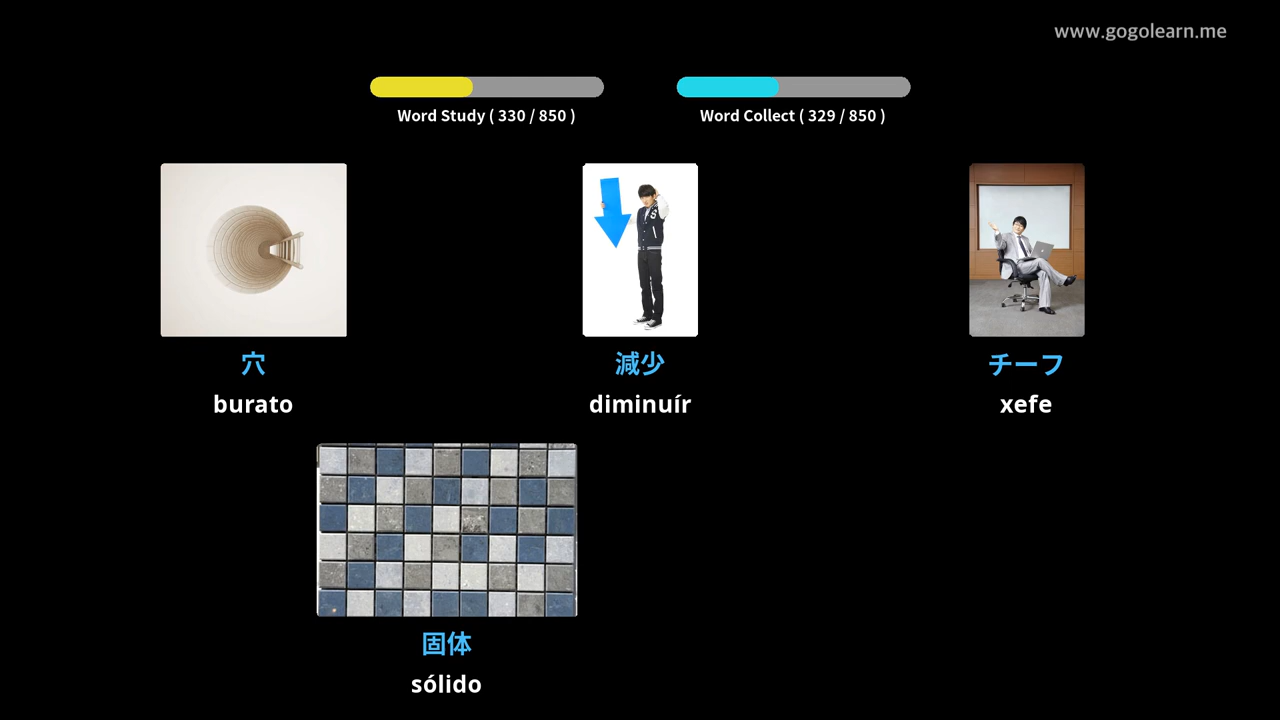 www.gogolearn.me
Word Study ( 330 / 850 )
Word Collect ( 329 / 850 )
穴
burato
減少
diminuír
チーフ
xefe
固体
sólido